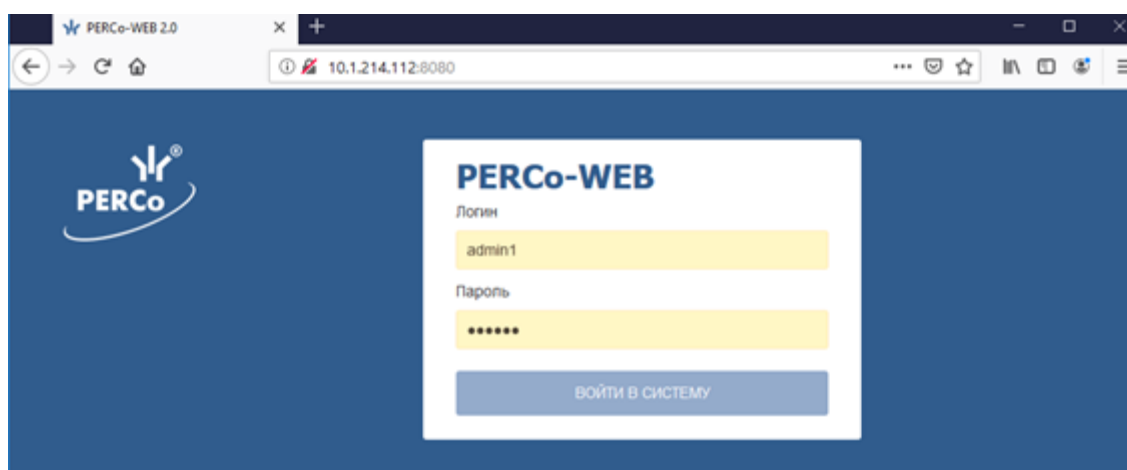 PERCo-WEB 2.0
10.1.214.112:8080
PERCo®
PERCo-WEB
Логин
admin1
Пароль
••••••
ВОЙТИ В СИСТЕМУ